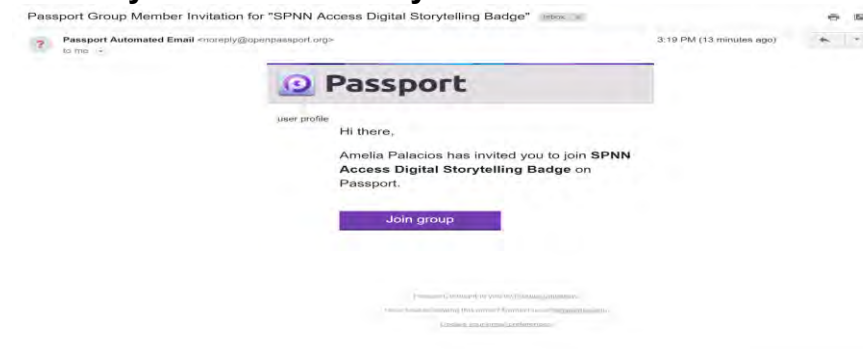 Passport Group Member Invitation for "SPNN Access Digital Storytelling Badge" Inbox x
Passport Automated Email <noreply@openpassport.org> 3:19 PM (13 minutes ago)
to me
Passport
user profile
Hi there,
Amelia Palacios has invited you to join SPNN
Access Digital Storytelling Badge on
Passport.
Join group